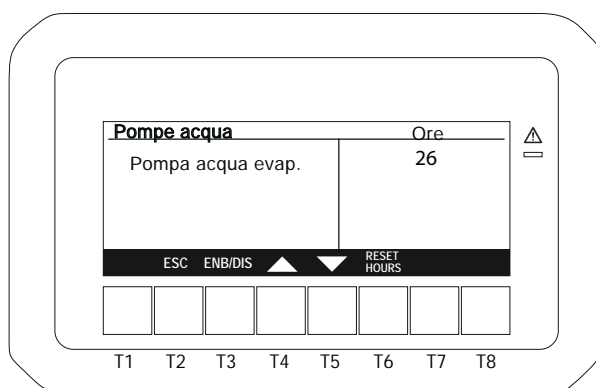 Pompe acqua Ore
Pompa acqua evap. 26
ESC ENB/DIS RESET HOURS
T1 T2 T3 T4 T5 T6 T7 T8